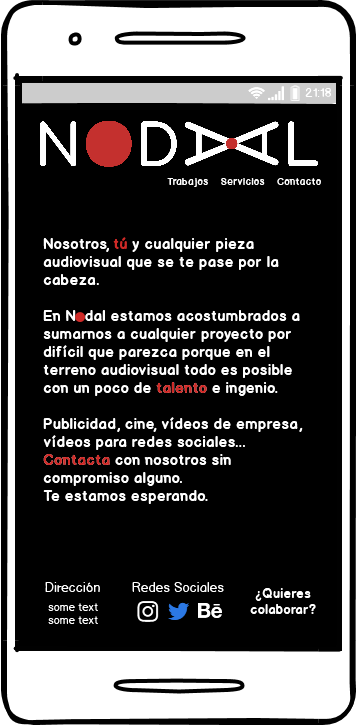 21:18
NODAL
Trabajos Servicios Contacto
Nosotros, tú y cualquier pieza
audiovisual que se te pase por la
cabeza.
En Nodal estamos acostumbrados a
sumarnos a cualquier proyecto por
difícil que parezca porque en el
terreno audiovisual todo es posible
con un poco de talento e ingenio.
Publicidad, cine, vídeos de empresa,
vídeos para redes sociales...
Contacta con nosotros sin
compromiso alguno.
Te estamos esperando.
Dirección
some text
some text
Redes Sociales
Bē
¿Quieres
colaborar?